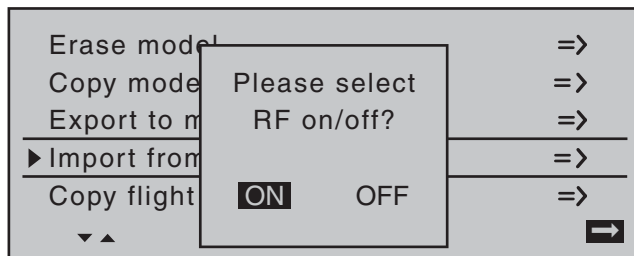 Erase model =>
Copy mode =>
Export to m =>
Import from =>
Copy flight =>
Please select
RF on/off?
ON OFF